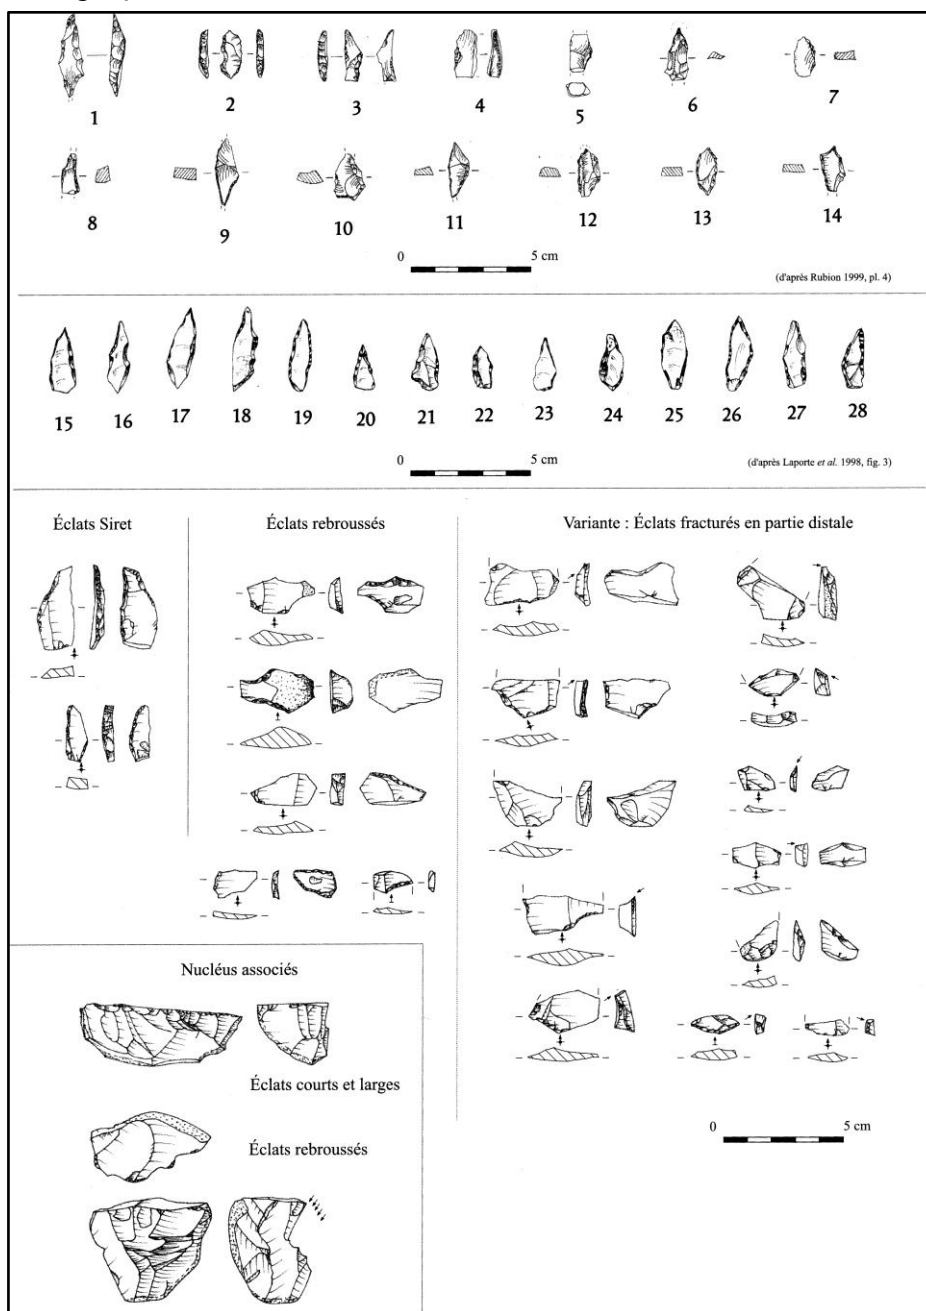 1 2 3 4 5 6 7
8 9 10 11 12 13 14
0 5 cm
(d'après Rubion 1999, pl. 4)
15 16 17 18 19 20 21 22 23 24 25 26 27 28
0 5 cm
(d'après Laporte et al. 1998, fig. 3)
Éclats Siret
Éclats rebroussés
Variante : Éclats fracturés en partie distale
Nucléus associés
Éclats courts et larges
Éclats rebroussés
0 5 cm